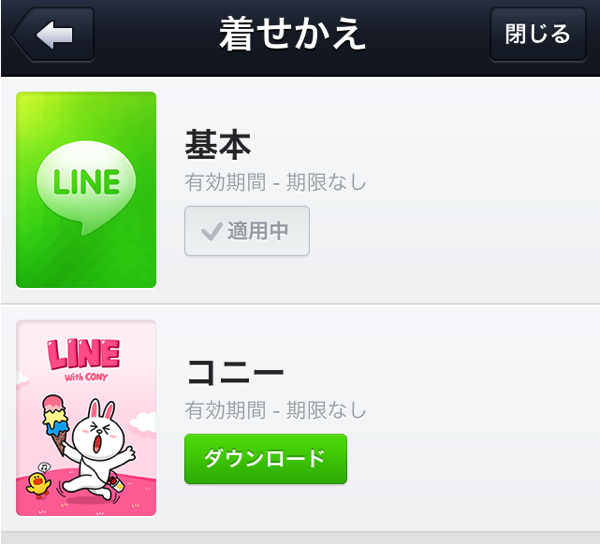 着せかえ
閉じる
LINE
基本
有効期間 - 期限なし
適用中
LINE
With CONY
コニー
有効期間 - 期限なし
ダウンロード